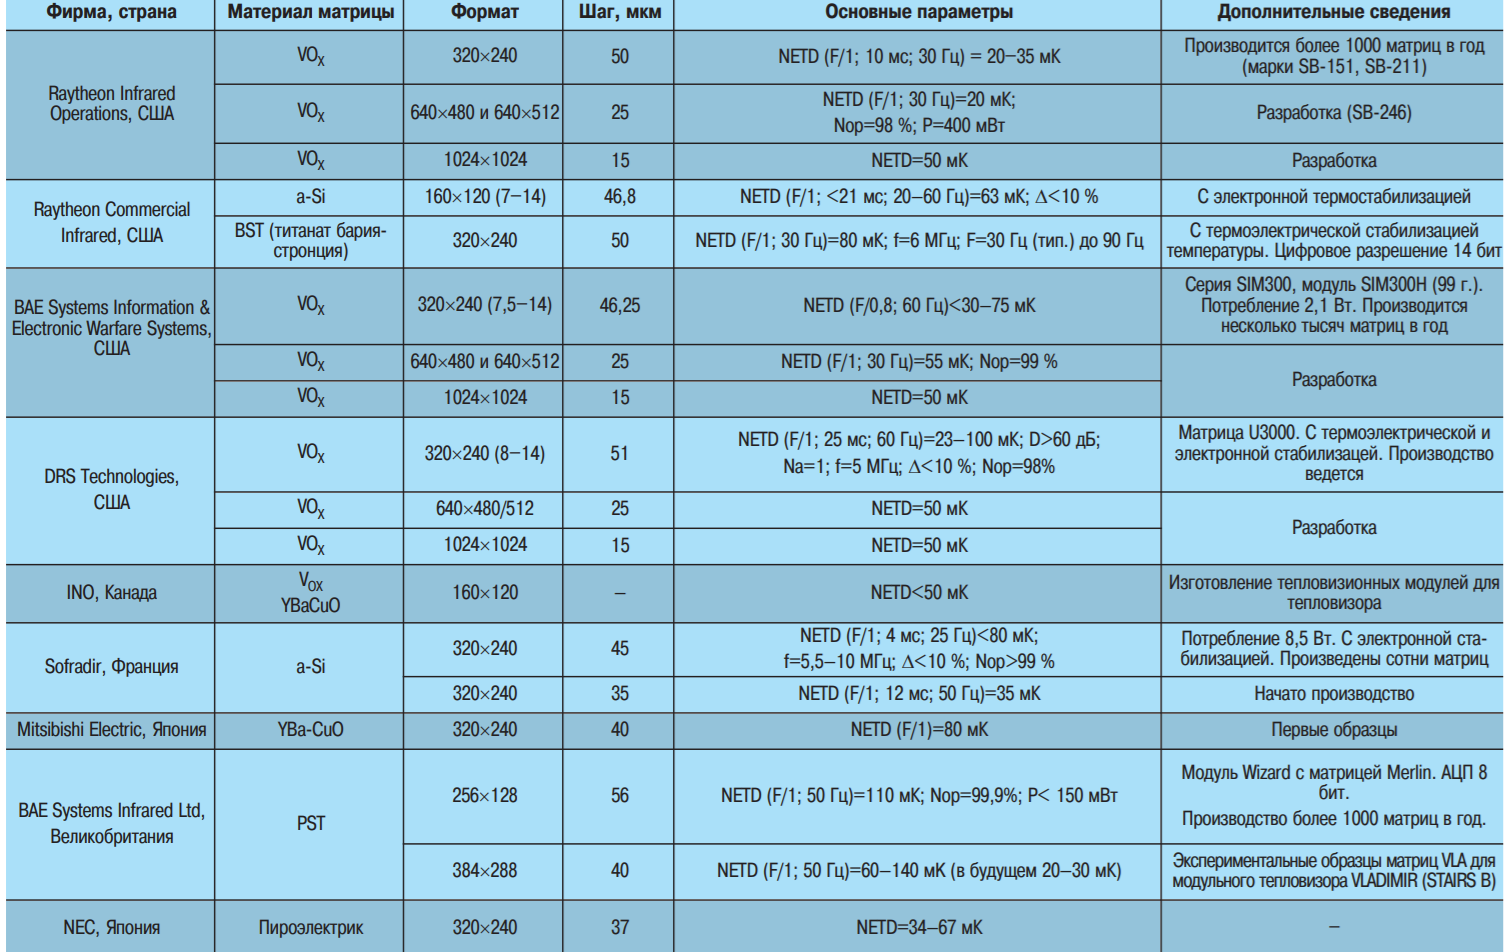 Фирма, страна
Материал матрицы
Формат
Шаг, мкм
Основные параметры
Дополнительные сведения
Raytheon Infrared
Operations, США
VOX
320×240
50
NETD (F/1; 10 мс; 30 Гц) = 20–35 мК
Производится более 1000 матриц в год
(марки SB-151, SB-211)
VOX
640×480 и 640×512
25
NETD (F/1; 30 Гц)=20 мК;
Nop=98 %; P=400 мВт
Разработка (SB-246)
VOX
1024×1024
15
NETD=50 мК
Разработка
Raytheon Commercial
Infrared, США
a-Si
160×120 (7–14)
46,8
NETD (F/1; <21 мс; 20–60 Гц)=63 мК; Δ<10 %
С электронной термостабилизацией
BST (титанат бария-
стронция)
320×240
50
NETD (F/1; 30 Гц)=80 мК; f=6 МГц; F=30 Гц (тип.) до 90 Гц
С термоэлектрической стабилизацией
температуры. Цифровое разрешение 14 бит
BAE Systems Information &
Electronic Warfare Systems,
США
VOX
320×240 (7,5–14)
46,25
NETD (F/0,8; 60 Гц)<30–75 мК
Серия SIM300, модуль SIM300H (99 г.).
Потребление 2,1 Вт. Производится
несколько тысяч матриц в год
VOX
640×480 и 640×512
25
NETD (F/1; 30 Гц)=55 мК; Nop=99 %
Разработка
VOX
1024×1024
15
NETD=50 мК
DRS Technologies,
США
VOX
320×240 (8–14)
51
NETD (F/1; 25 мс; 60 Гц)=23–100 мК; D>60 дБ;
Na=1; f=5 МГц; Δ<10 %; Nop=98%
Матрица U3000. С термоэлектрической и
электронной стабилизацей. Производство
ведется
VOX
640×480/512
25
NETD=50 мК
Разработка
VOX
1024×1024
15
NETD=50 мК
INO, Канада
VOX
YBaCuO
160×120
–
NETD<50 мК
Изготовление тепловизионных модулей для
тепловизора
Sofradir, Франция
a-Si
320×240
45
NETD (F/1; 4 мс; 25 Гц)<80 мК;
f=5,5–10 МГц; Δ<10 %; Nop>99 %
Потребление 8,5 Вт. С электронной ста-
билизацией. Произведены сотни матриц
320×240
35
NETD (F/1; 12 мс; 50 Гц)=35 мК
Начато производство
Mitsibishi Electric, Япония
YBa-CuO
320×240
40
NETD (F/1)=80 мК
Первые образцы
BAE Systems Infrared Ltd,
Великобритания
PST
256×128
56
NETD (F/1; 50 Гц)=110 мК; Nop=99,9%; P< 150 мВт
Модуль Wizard с матрицей Merlin. АЦП 8
бит.
Производство более 1000 матриц в год.
384×288
40
NETD (F/1; 50 Гц)=60–140 мК (в будущем 20–30 мК)
Экспериментальные образцы матриц VLA для
модульного тепловизора VLADIMIR (STAIRS B)
NEC, Япония
Пироэлектрик
320×240
37
NETD=34–67 мК
–